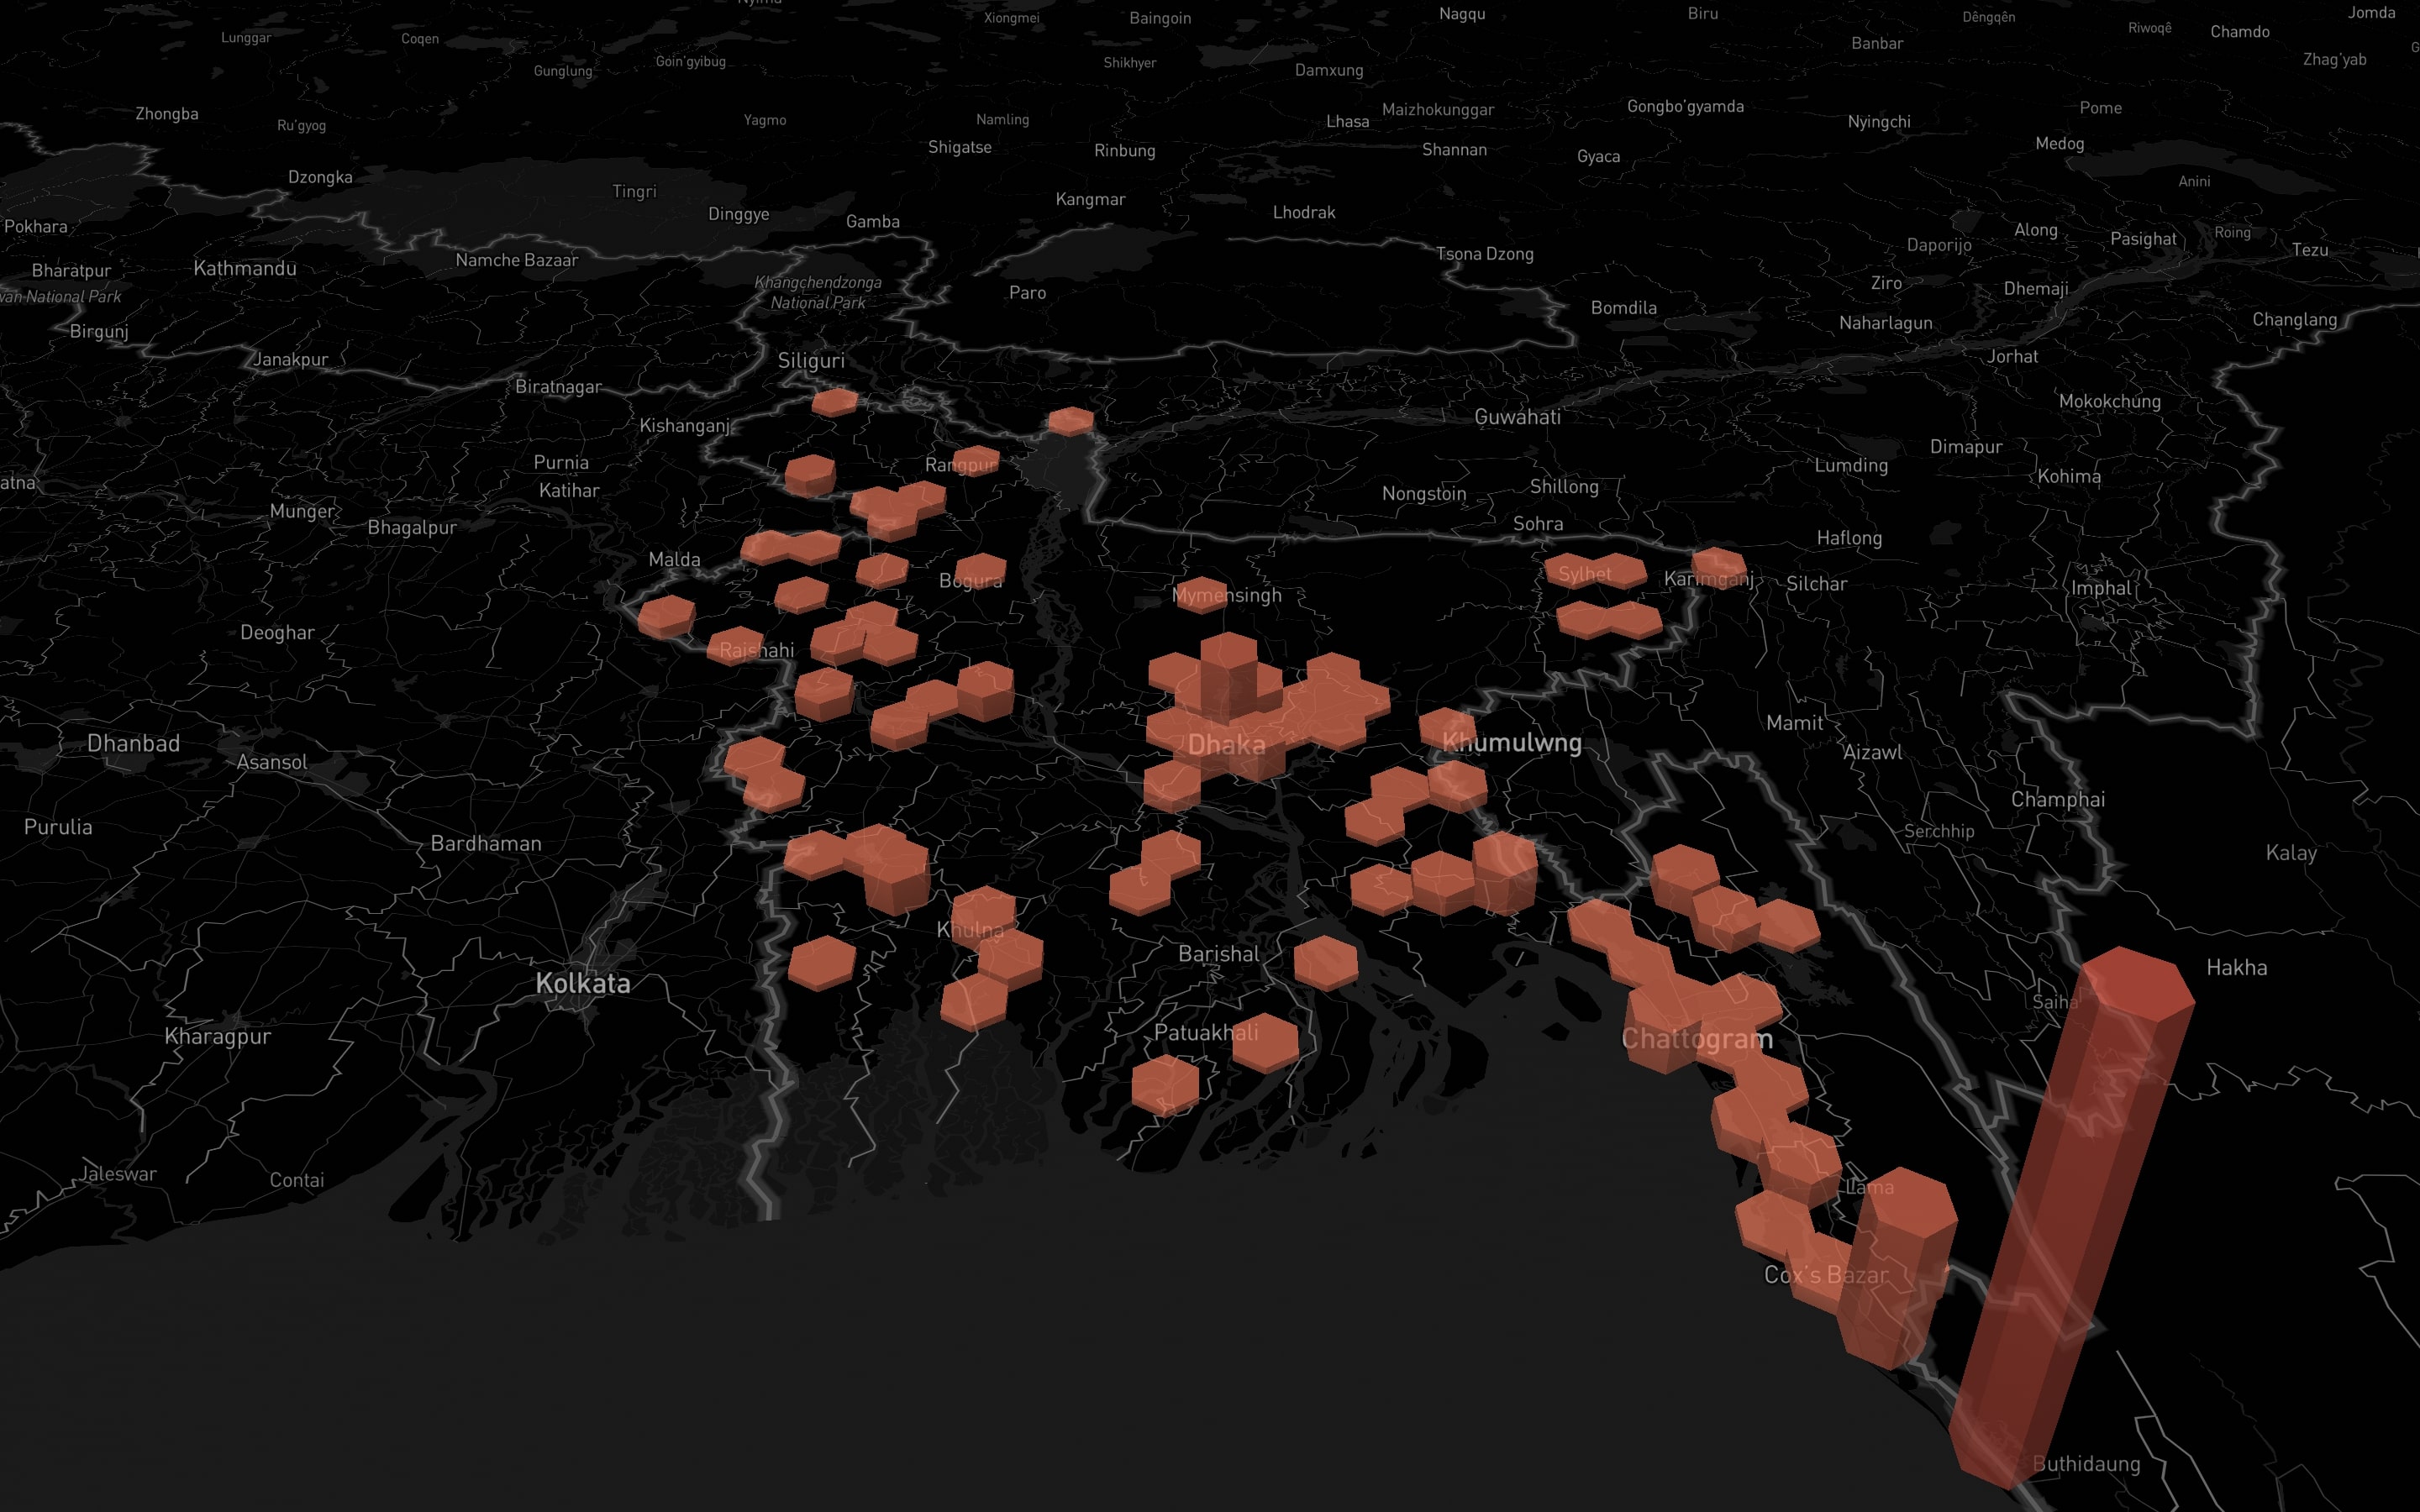 Xiongmei
Baingoin
Nagqu
Biru
Dêngqên
Riwoqê
Jomda
Chamdo
Lunggar
Coqen
Banbar
Gunglung
Goin'gyibug
Shikhyer
Damxung
Zhag'yab
Zhongba
Ru'gyog
Yagmo
Namling
Lhasa
Maizhokunggar
Gongbo'gyamda
Nyingchi
Pome
Shigatse
Rinbung
Shannan
Gyaca
Medog
Dzongka
Tingri
Anini
Dinggye
Gamba
Kangmar
Lhodrak
Pokhara
Along
Pasighat
Roing
Daporijo
Tezu
Tsona Dzong
Bharatpur
Kathmandu
Namche Bazaar
Khangchendzonga
National Park
van National Park
Paro
Ziro
Dhemaji
Bomdila
Birgunj
Naharlagun
Changlang
Janakpur
Siliguri
Jorhat
Biratnagar
Mokokchung
Kishanganj
Guwahati
Dimapur
Purnia
Rangpur
Lumding
Kohima
atna
Katihar
Nongstoin
Shillong
Munger
Bhagalpur
Sohra
Haflong
Malda
Bogura
Sylhet
Karimganj
Silchar
Imphal
Mymensingh
Deoghar
Rajshahi
Mamit
Dhanbad
Dhaka
Khumulwng
Asansol
Aizawl
Champhai
Purulia
Bardhaman
Serchhip
Kalay
Khulna
Barishal
Kolkata
Hakha
Saiha
Kharagpur
Patuakhali
Chattogram
Jaleswar
Contai
Lama
Cox's Bazar
Buthidaung